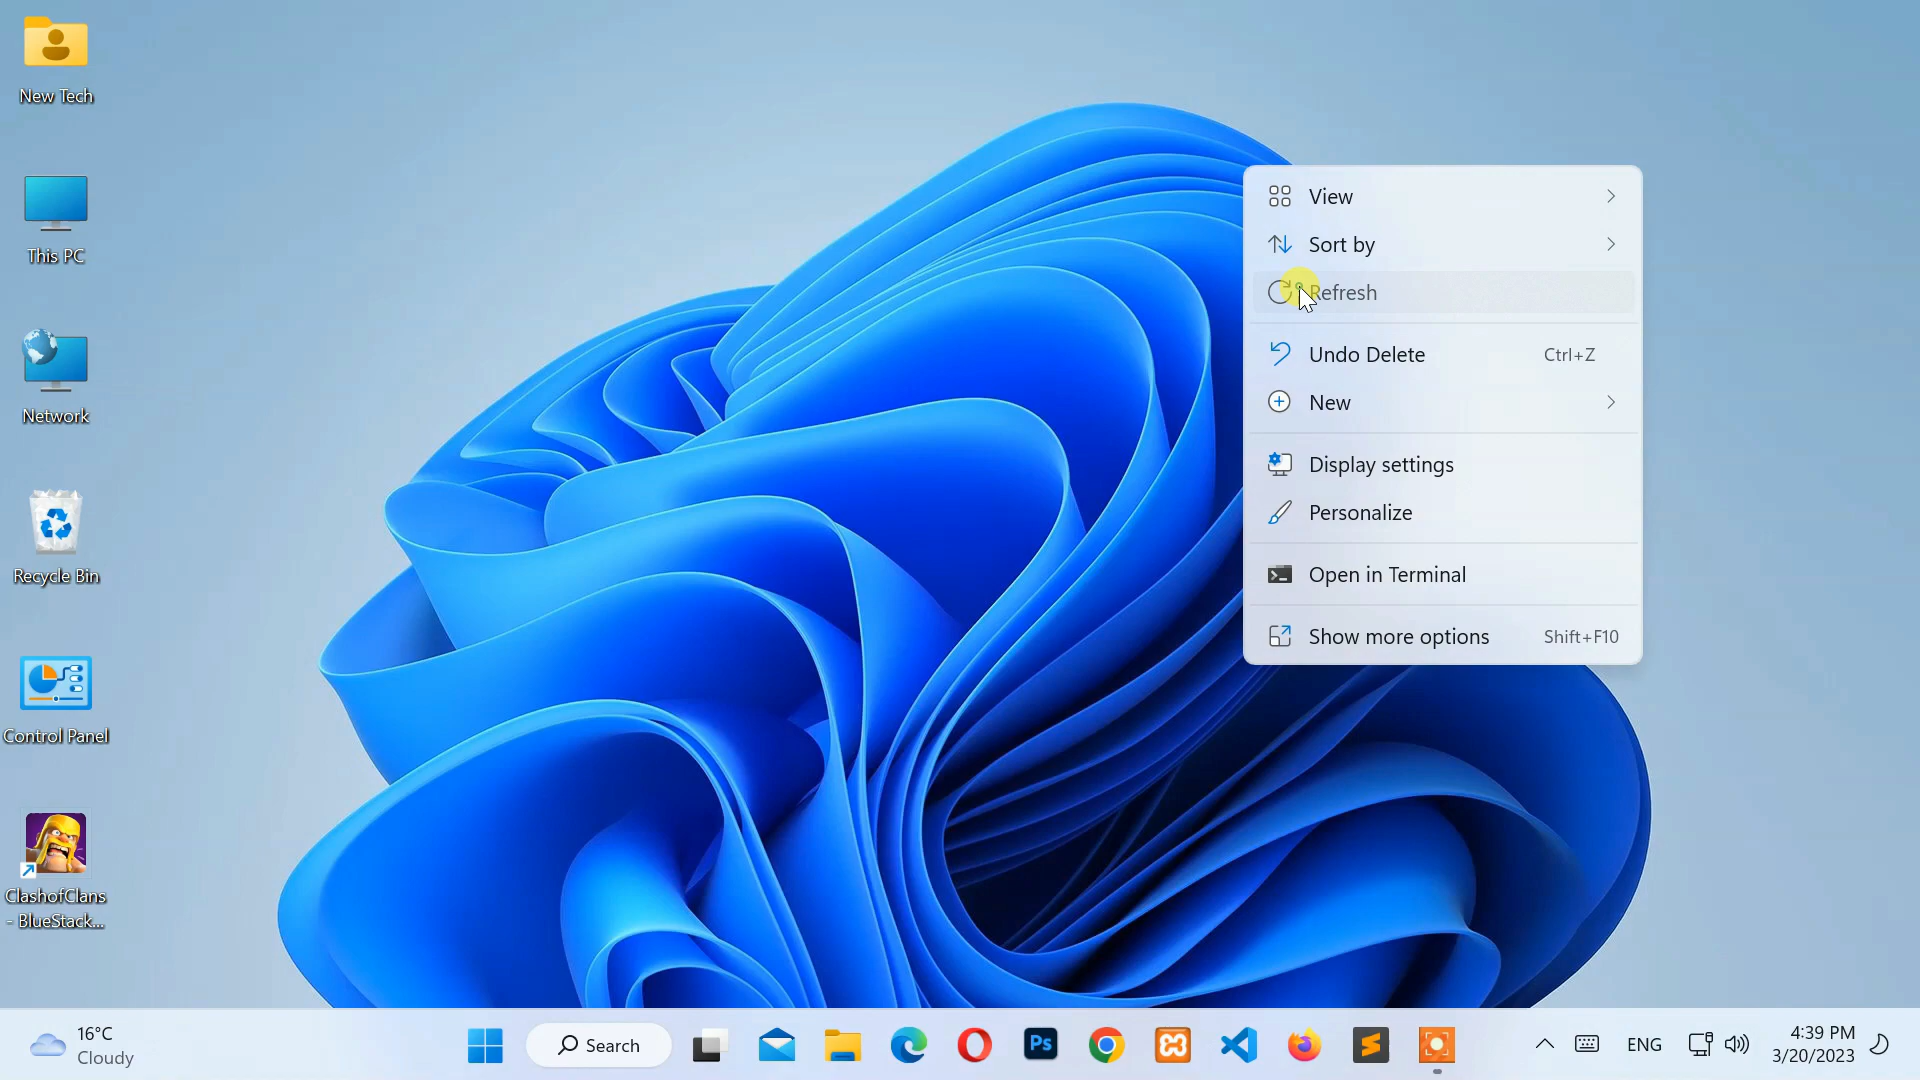 New Tech
This PC
Network
Recycle Bin
Control Panel
ClashofClans
- BlueStack...
View
Sort by
Refresh
Undo Delete Ctrl+Z
New
Display settings
Personalize
Open in Terminal
Show more options Shift+F10
16°C
Cloudy
Search
Ps
ENG
4:39 PM
3/20/2023